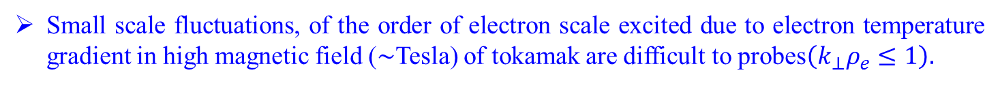 ➢ Small scale fluctuations, of the order of electron scale excited due to electron temperature
gradient in high magnetic field (~Tesla) of tokamak are difficult to probes(𝑘⊥𝜌𝑒 ≤ 1).